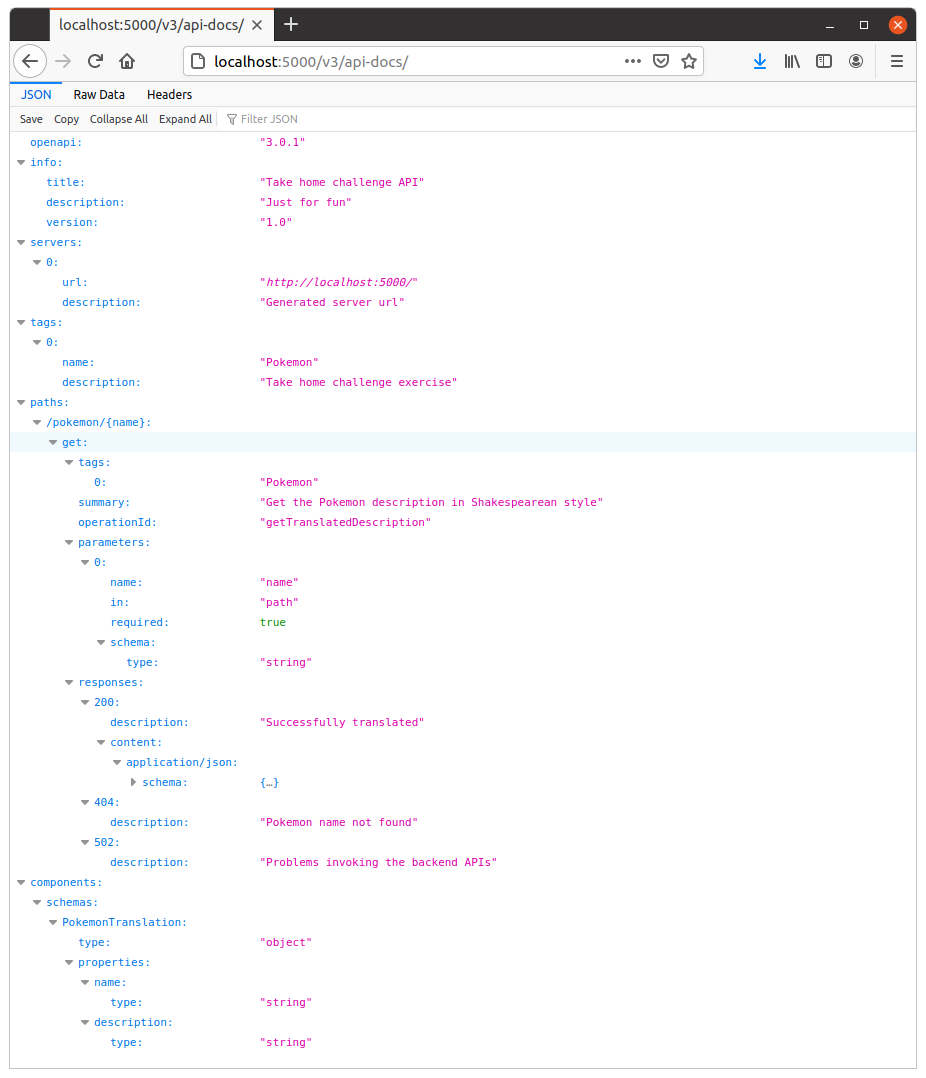 localhost:5000/v3/api-docs/
localhost:5000/v3/api-docs/
JSON Raw Data Headers
Save Copy Collapse All Expand All Filter JSON
openapi: "3.0.1"
info:
title: "Take home challenge API"
description: "Just for fun"
version: "1.0"
servers:
0:
url: "http://localhost:5000/"
description: "Generated server url"
tags:
0:
name: "Pokemon"
description: "Take home challenge exercise"
paths:
/pokemon/{name}:
get:
tags:
0: "Pokemon"
summary: "Get the Pokemon description in Shakespearean style"
operationId: "getTranslatedDescription"
parameters:
0:
name: "name"
in: "path"
required: true
schema:
type: "string"
responses:
200:
description: "Successfully translated"
content:
application/json:
schema: {…}
404:
description: "Pokemon name not found"
502:
description: "Problems invoking the backend APIs"
components:
schemas:
PokemonTranslation:
type: "object"
properties:
name:
type: "string"
description:
type: "string"